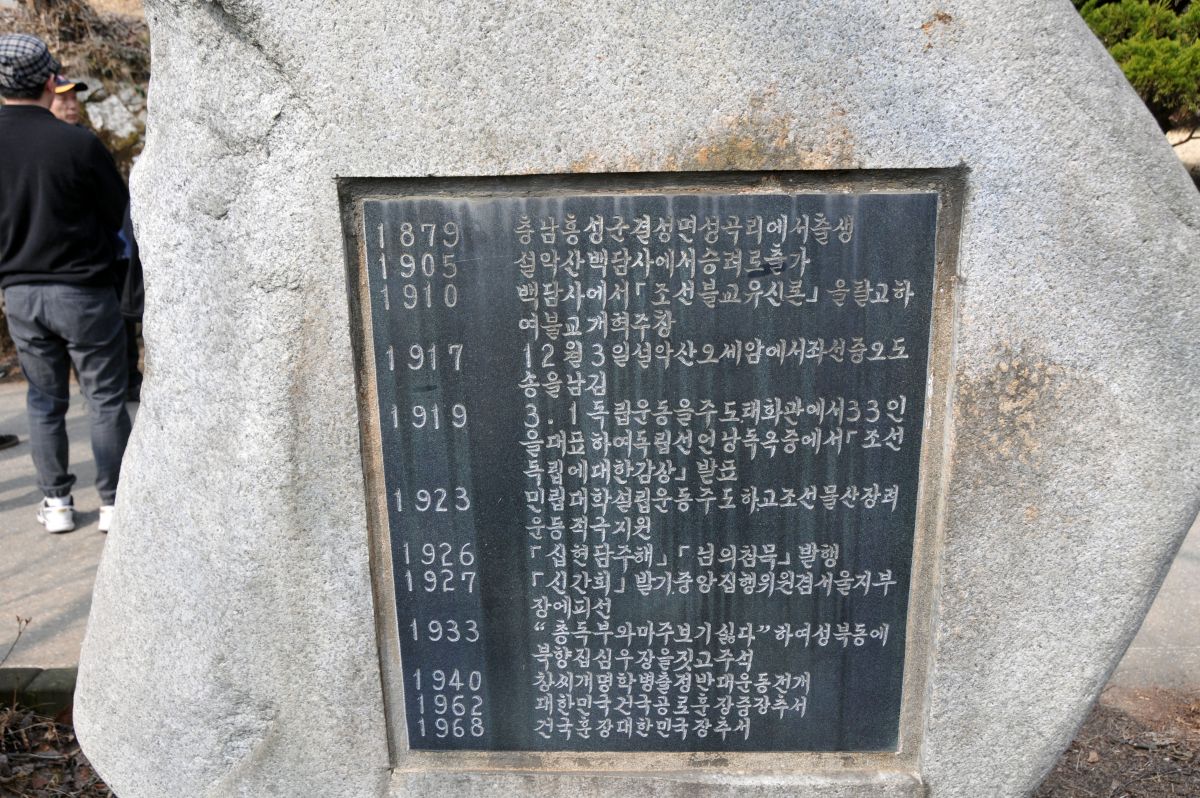 1879 충남홍성군결성면성곡리에서출생
1905 설악산백담사에서승려로출가
1910 백담사에서「조선불교유신론」을탈고하
여불교개혁주창
1917 12월3일설악산오세암에서좌선중오도
송을남김
1919 3.1독립운동을주도태화관에서33인
을대표하여독립선언낭독옥중에서「조선
독립에대한감상」발표
1923 민립대학설립운동주도하고조선물산장려
운동적극지원
1926 「십현담주해」「님의침묵」발행
1927 「신간회」발기중앙집행위원겸서울지부
장에피선
1933 “총독부와마주보기싫다”하여성북동에
북향집심우장을짓고주석
1940 창씨개명학병출정반대운동전개
1962 대한민국건국공로훈장중장추서
1968 건국훈장대한민국장추서